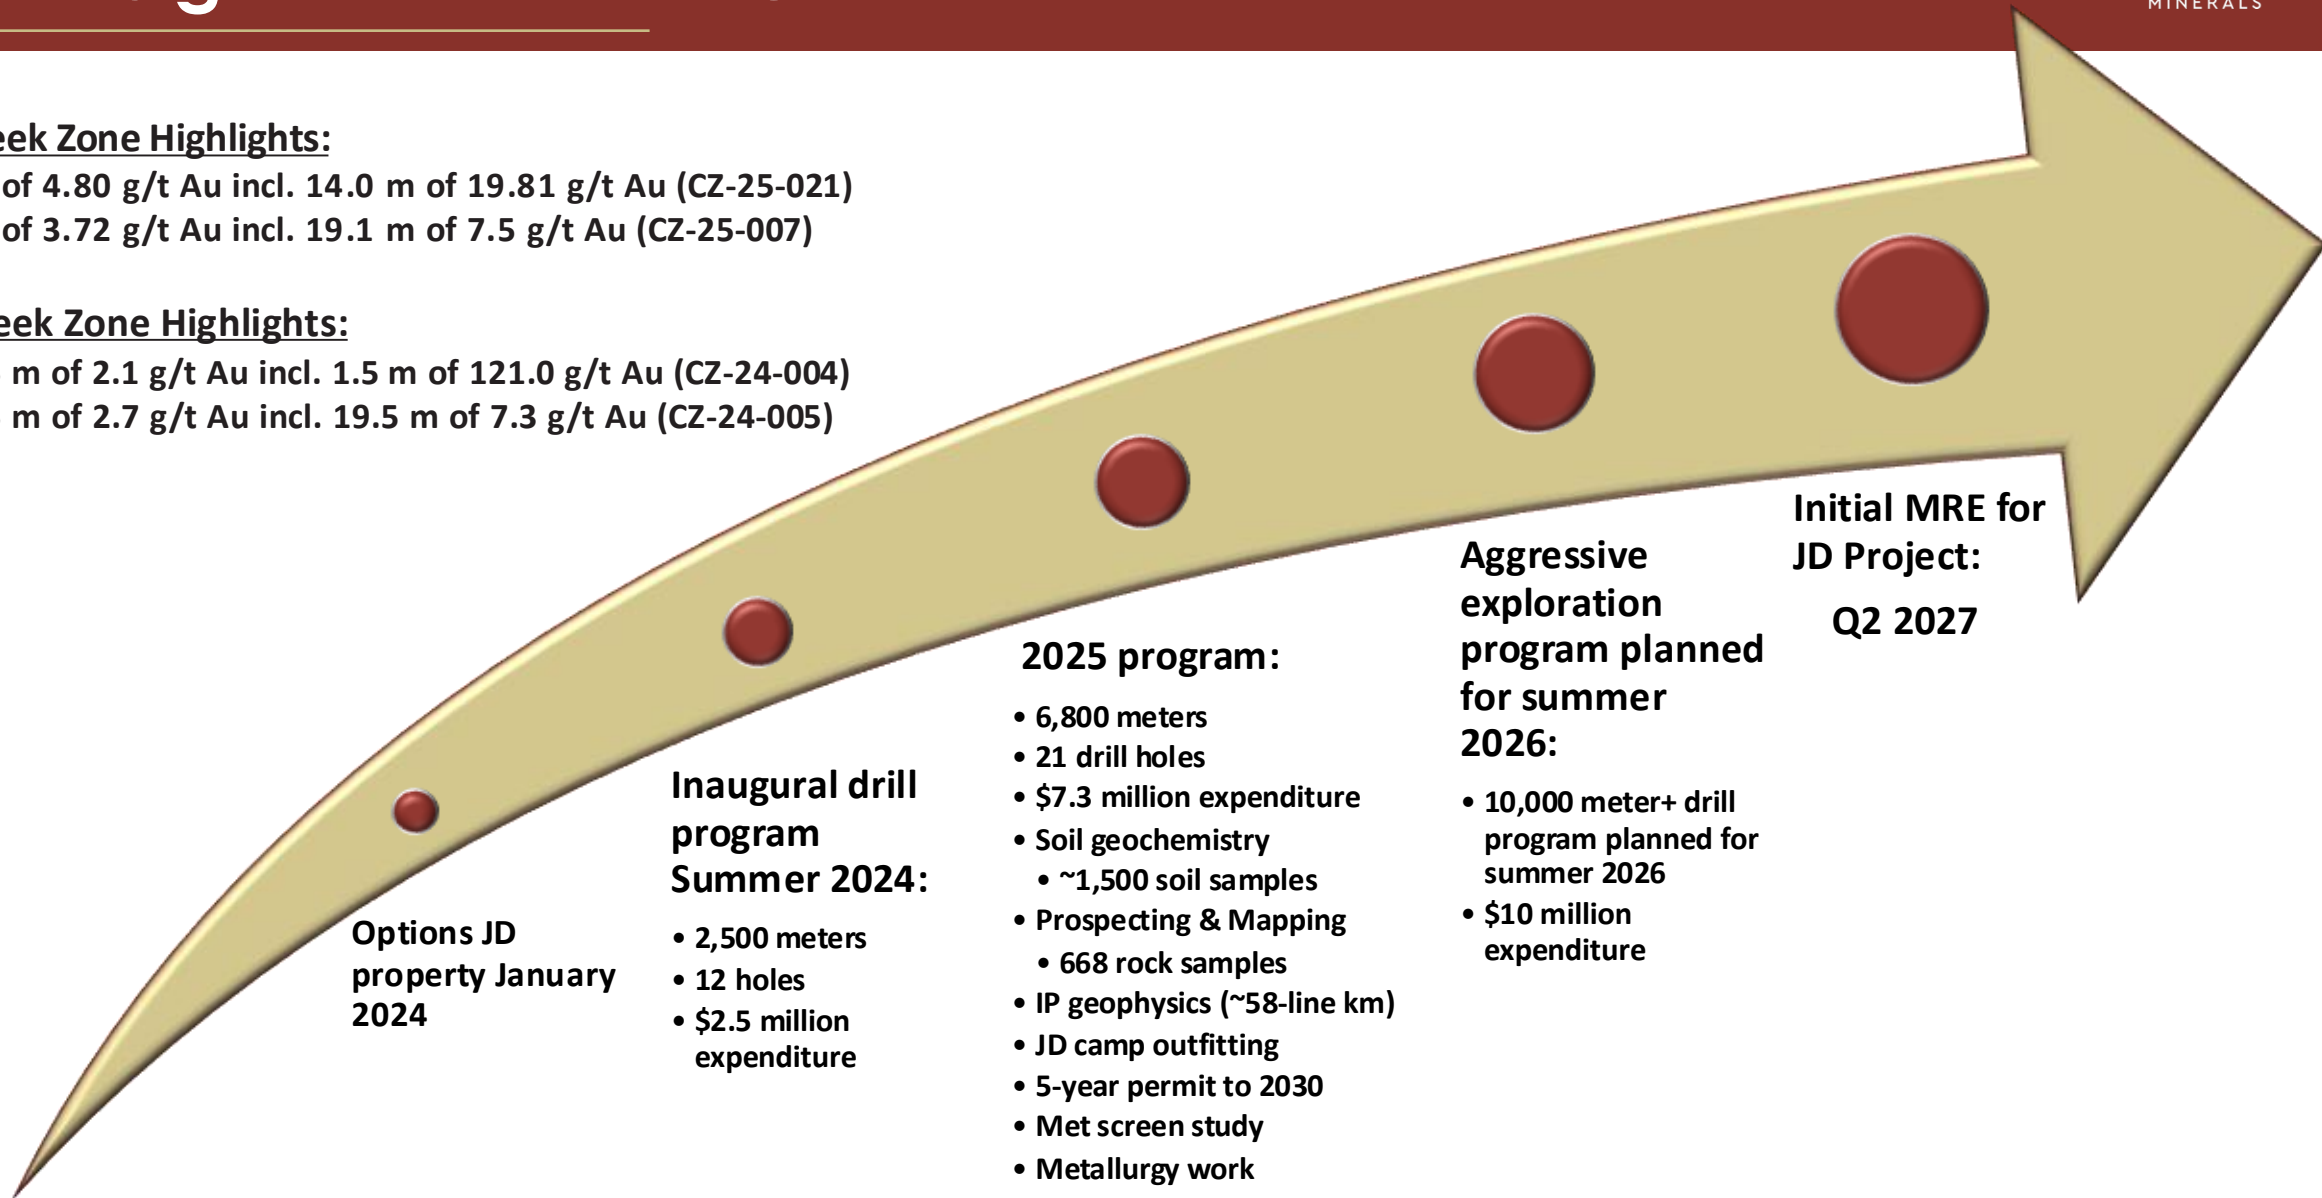 MINERALS
Zone Highlights:
of 4.80 g/t Au incl. 14.0 m of 19.81 g/t Au (CZ-25-021)
of 3.72 g/t Au incl. 19.1 m of 7.5 g/t Au (CZ-25-007)
Zone Highlights:
m of 2.1 g/t Au incl. 1.5 m of 121.0 g/t Au (CZ-24-004)
m of 2.7 g/t Au incl. 19.5 m of 7.3 g/t Au (CZ-24-005)
Options JD
property January
2024
Inaugural drill
program
Summer 2024:
• 2,500 meters
• 12 holes
• $2.5 million
expenditure
2025 program:
• 6,800 meters
• 21 drill holes
• $7.3 million expenditure
• Soil geochemistry
• ~1,500 soil samples
• Prospecting & Mapping
• 668 rock samples
• IP geophysics (~58-line km)
• JD camp outfitting
• 5-year permit to 2030
• Met screen study
• Metallurgy work
Aggressive
exploration
program planned
for summer
2026:
• 10,000 meter+ drill
program planned for
summer 2026
• $10 million
expenditure
Initial MRE for
JD Project:
Q2 2027